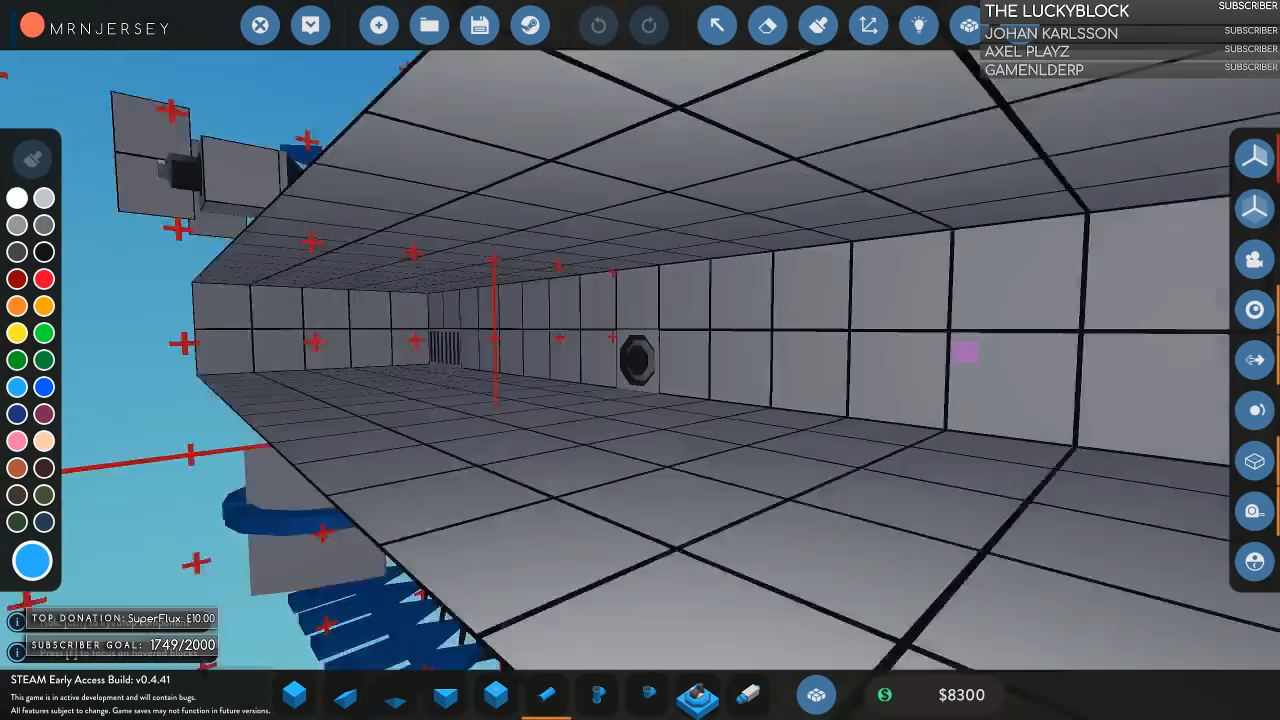 MRNJERSEY
THE LUCKYBLOCK SUBSCRIBER
JOHAN KARLSSON SUBSCRIBER
AXEL PLAYZ SUBSCRIBER
GAMENLDERP SUBSCRIBER
TOP DONATION: SuperFlux: £10.00
SUBSCRIBER GOAL: 1749/2000
STEAM Early Access Build: v0.4.41
This game is in active development and will contain bugs.
All features subject to change. Game saves may not function in future versions.
$ $8300